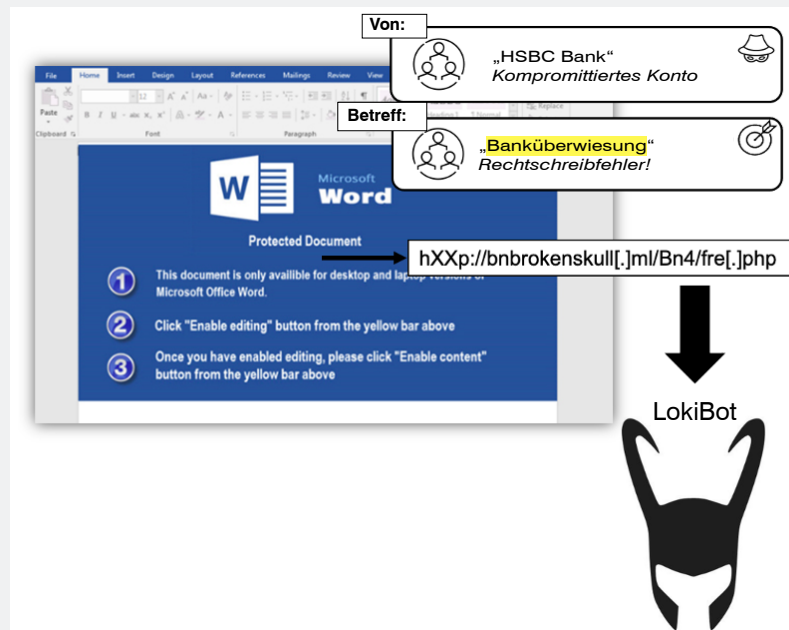 Von:
„HSBC Bank“
Kompromittiertes Konto
File Home Insert Design Layout References Mailings Review View
Paste
12
Replace
Clipboard Font Paragraph
Betreff:
„Banküberwiesung“
Rechtschreibfehler!
W
Microsoft
Word
Protected Document
hXXp://bnbrokenskull[.]ml/Bn4/fre[.]php
1 This document is only availible for desktop and laptop versions of
Microsoft Office Word.
2 Click "Enable editing" button from the yellow bar above
3 Once you have enabled editing, please click "Enable content"
button from the yellow bar above
LokiBot